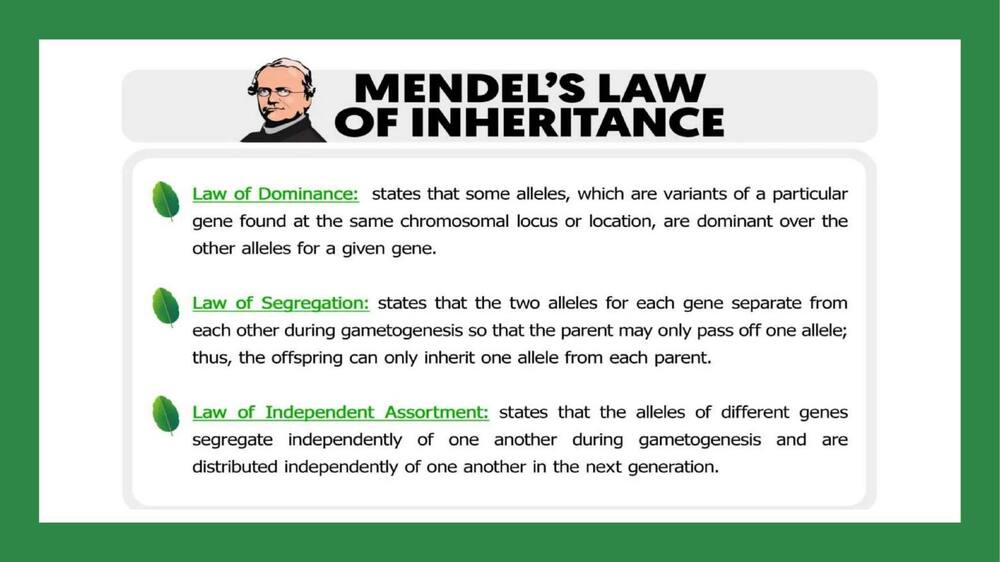 MENDEL'S LAW
OF INHERITANCE
Law of Dominance: states that some alleles, which are variants of a particular
gene found at the same chromosomal locus or location, are dominant over the
other alleles for a given gene.
Law of Segregation: states that the two alleles for each gene separate from
each other during gametogenesis so that the parent may only pass off one allele;
thus, the offspring can only inherit one allele from each parent.
Law of Independent Assortment: states that the alleles of different genes
segregate independently of one another during gametogenesis and are
distributed independently of one another in the next generation.